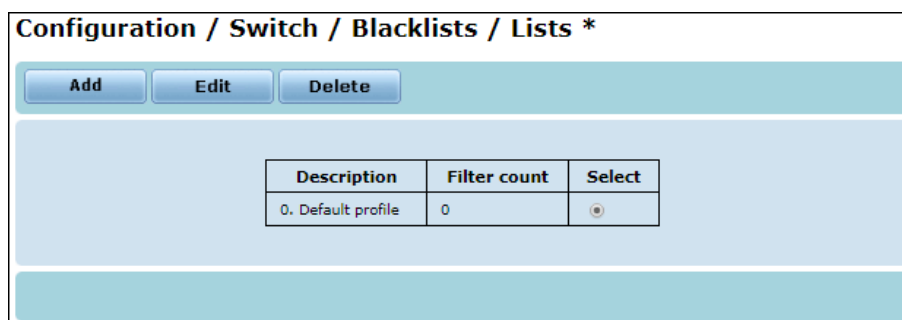 Configuration / Switch / Blacklists / Lists *
Add Edit Delete
Description Filter count Select
0. Default profile 0